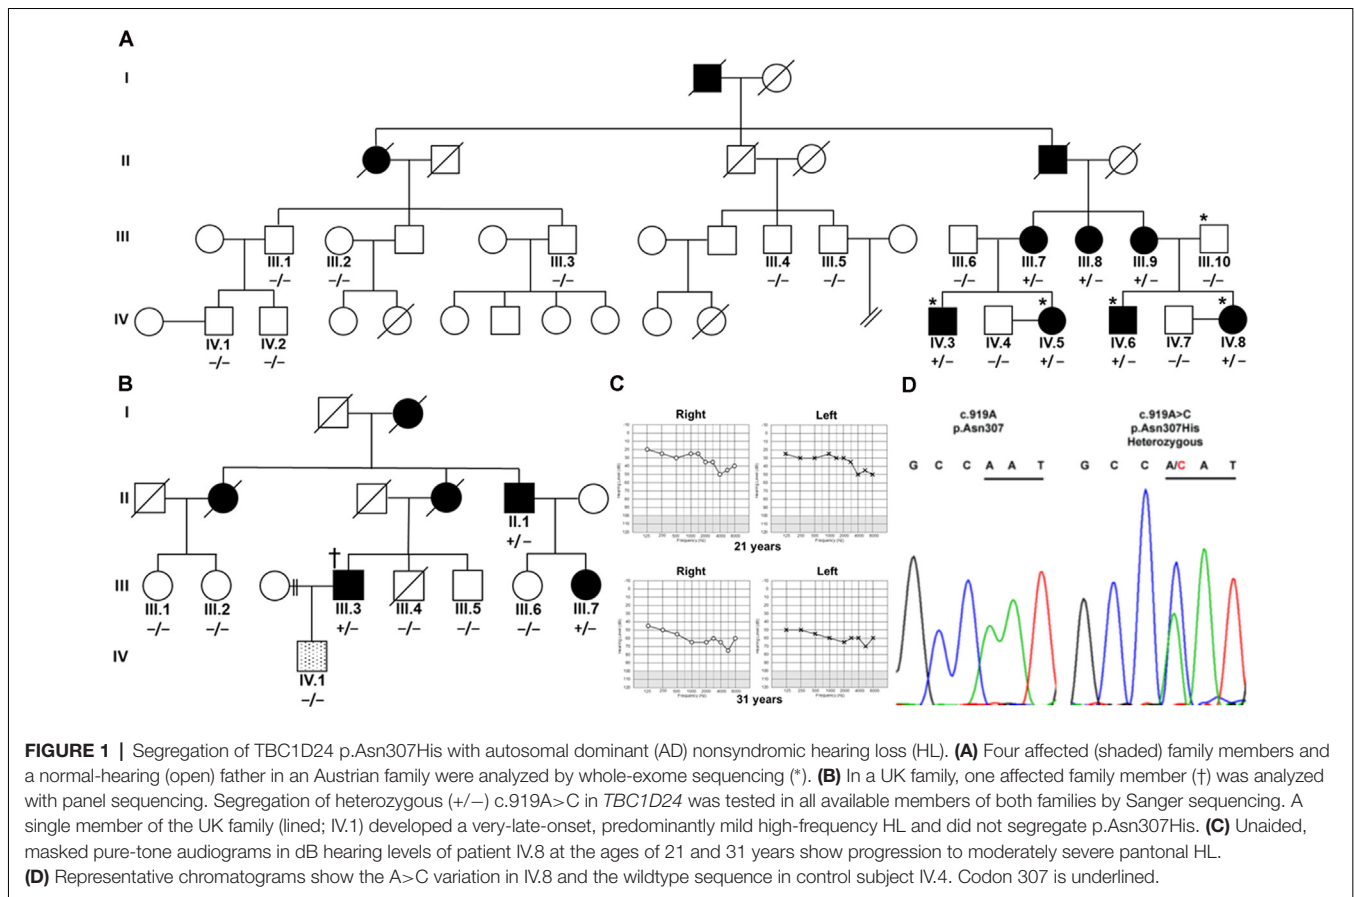 A
I
II
*
III
III.1 III.2 III.3 III.4 III.5 III.6 III.7 III.8 III.9 III.10
−/− −/− −/− −/− −/− −/− +/− +/− +/− −/−
* * * *
IV
IV.1 IV.2 IV.3 IV.4 IV.5 IV.6 IV.7 IV.8
−/− −/− +/− −/− +/− +/− −/− +/−
B
I
II
II.1
+/−
†
III
III.1 III.2 III.3 III.4 III.5 III.6 III.7
−/− −/− +/− −/− −/− −/− +/−
IV
IV.1
−/−
C
Right Left
Hearing Level (dB)
Frequency (Hz)
21 years
Right Left
Hearing Level (dB)
Frequency (Hz)
31 years
D
c.919A
p.Asn307
c.919A>C
p.Asn307His
Heterozygous
G C C A A T G C C A/C A T
FIGURE 1 | Segregation of TBC1D24 p.Asn307His with autosomal dominant (AD) nonsyndromic hearing loss (HL). (A) Four affected (shaded) family members and
a normal-hearing (open) father in an Austrian family were analyzed by whole-exome sequencing (*). (B) In a UK family, one affected family member (†) was analyzed
with panel sequencing. Segregation of heterozygous (+/−) c.919A>C in TBC1D24 was tested in all available members of both families by Sanger sequencing. A
single member of the UK family (lined; IV.1) developed a very-late-onset, predominantly mild high-frequency HL and did not segregate p.Asn307His. (C) Unaided,
masked pure-tone audiograms in dB hearing levels of patient IV.8 at the ages of 21 and 31 years show progression to moderately severe pantonal HL.
(D) Representative chromatograms show the A>C variation in IV.8 and the wildtype sequence in control subject IV.4. Codon 307 is underlined.